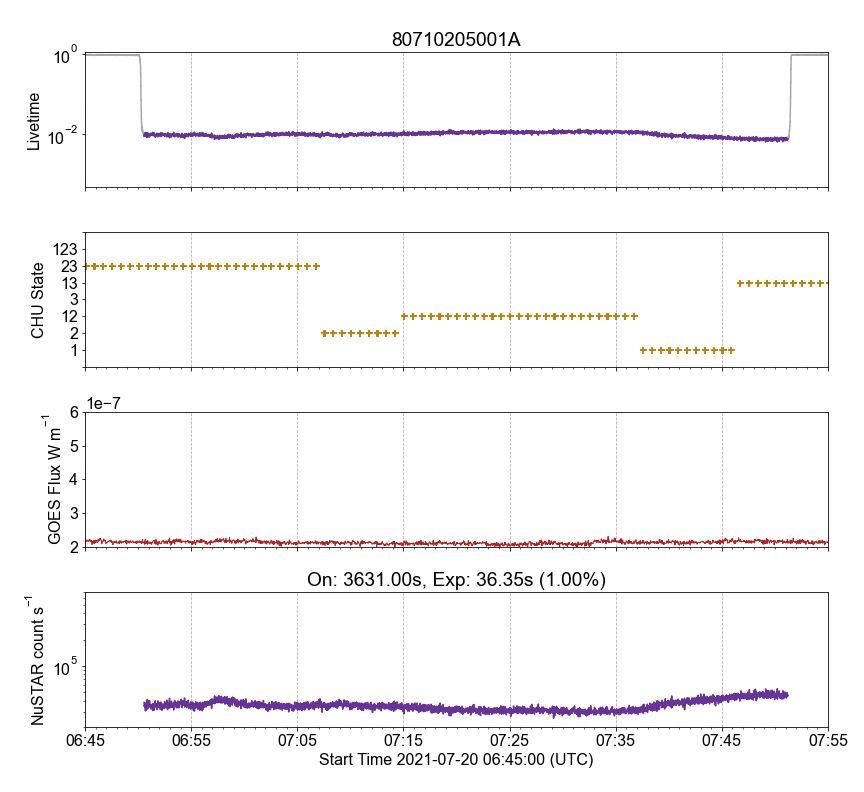 80710205001A
Livetime
10⁰
10⁻²
CHU State
123
23
13
3
12
2
1
1e−7
GOES Flux W m⁻¹
6
5
4
3
2
On: 3631.00s, Exp: 36.35s (1.00%)
NuSTAR count s⁻¹
10⁵
06:45 06:55 07:05 07:15 07:25 07:35 07:45 07:55
Start Time 2021-07-20 06:45:00 (UTC)